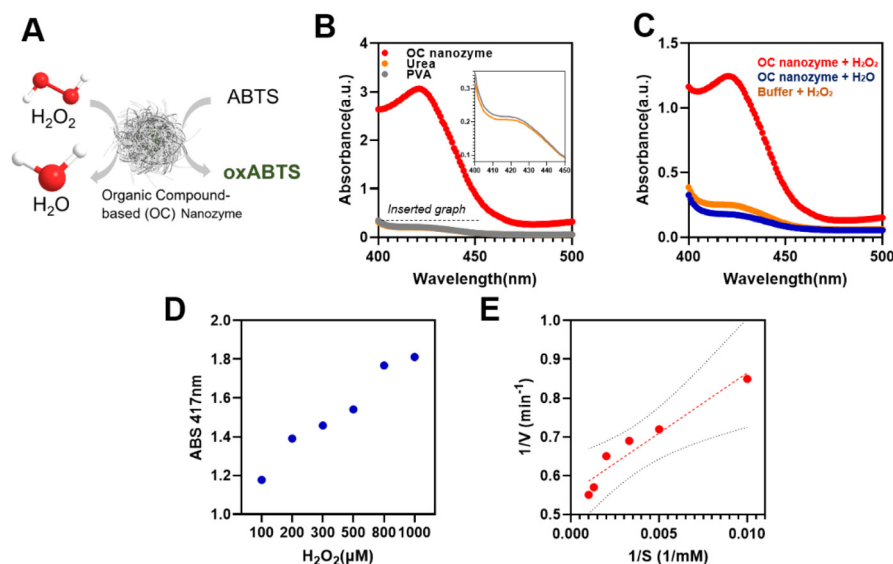 A
H₂O₂
H₂O
ABTS
oxABTS
Organic Compound-
based (OC) Nanozyme
B
OC nanozyme
Urea
PVA
Absorbance(a.u.)
4
3
2
1
0
0.3
0.2
0.1
400 410 420 430 440 450
Inserted graph
400
450
500
Wavelength(nm)
C
OC nanozyme + H₂O₂
OC nanozyme + H₂O
Buffer + H₂O₂
Absorbance(a.u.)
1.5
1.0
0.5
0.0
400
450
500
Wavelength(nm)
D
ABS 417nm
2.0
1.8
1.6
1.4
1.2
1.0
100 200 300 500 800 1000
H₂O₂(µM)
E
1/V (min⁻¹)
1.0
0.9
0.8
0.7
0.6
0.5
0.000
0.005
0.010
1/S (1/mM)